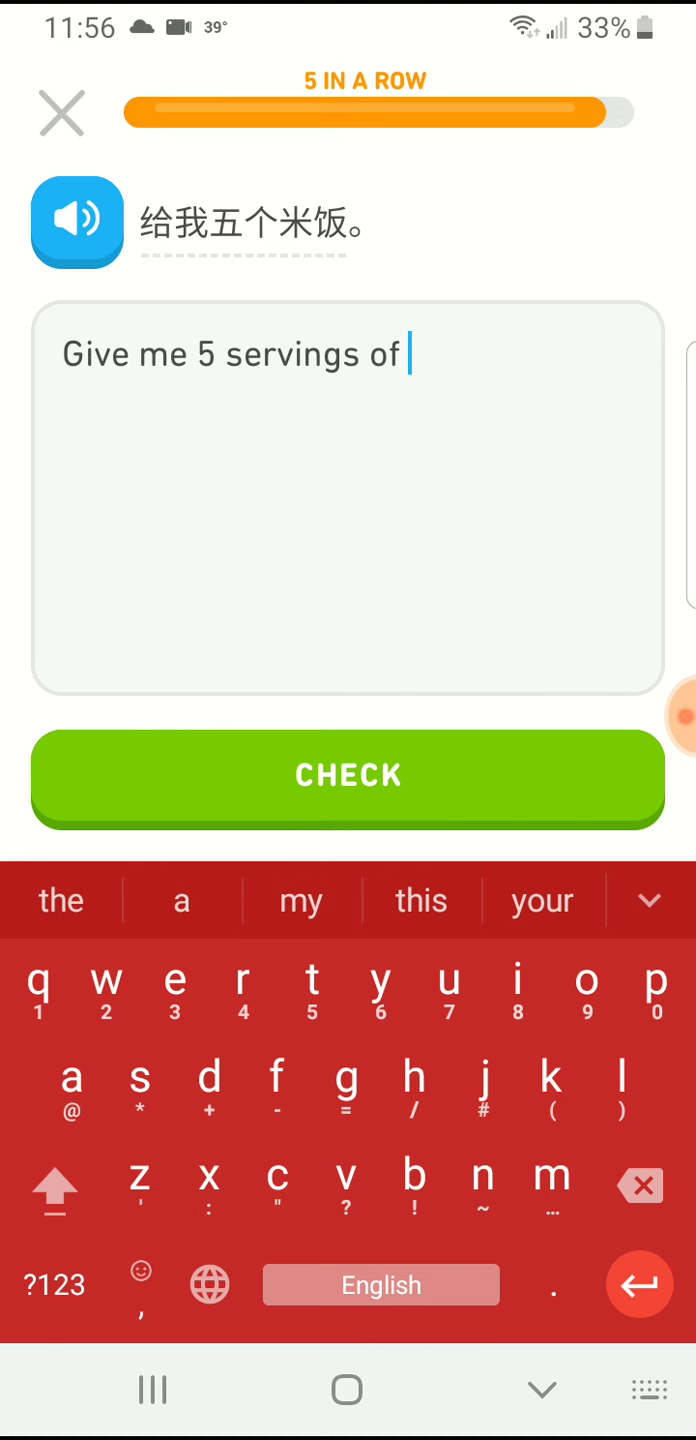 11:56 39° 33%
5 IN A ROW
给我五个米饭。
Give me 5 servings of
CHECK
the a my this your
q w e r t y u i o p
1 2 3 4 5 6 7 8 9 0
a s d f g h j k l
@ * + - = / # ( )
z x c v b n m
' : " ? ! ~ …
?123 English .
,